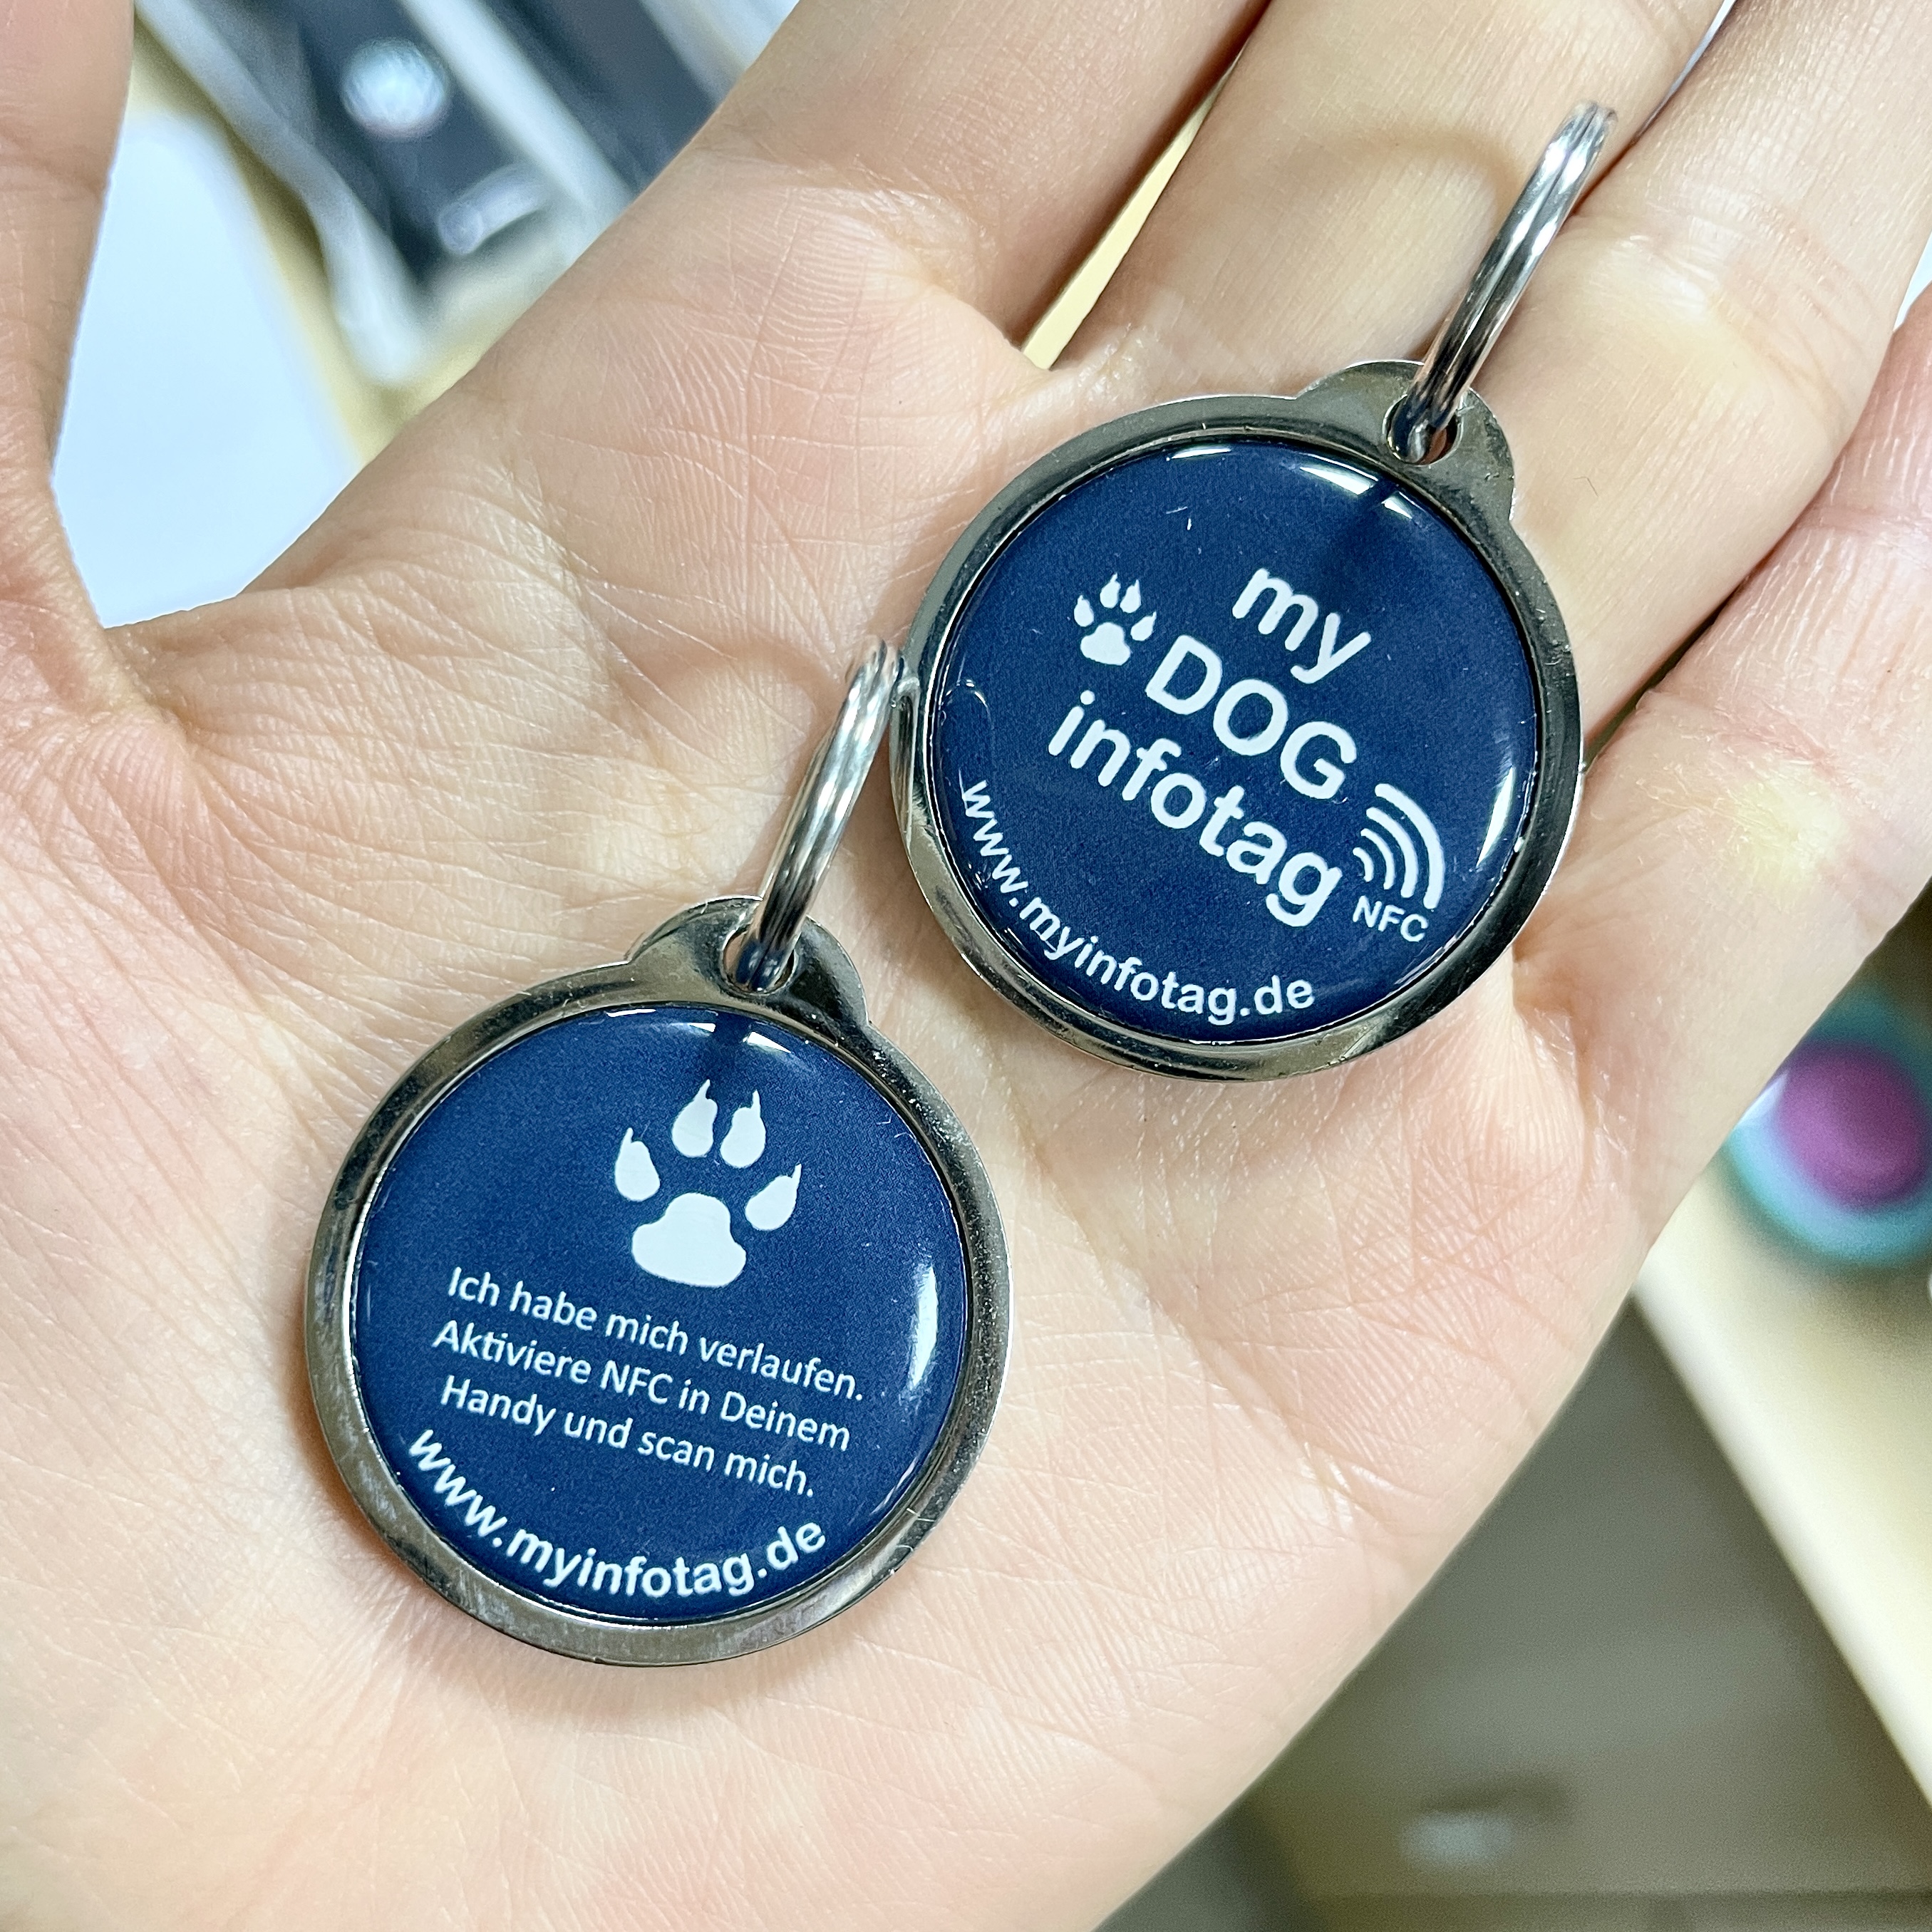 my
DOG
infotag
NFC
www.myinfotag.de
Ich habe mich verlaufen.
Aktiviere NFC in Deinem
Handy und scan mich.
www.myinfotag.de